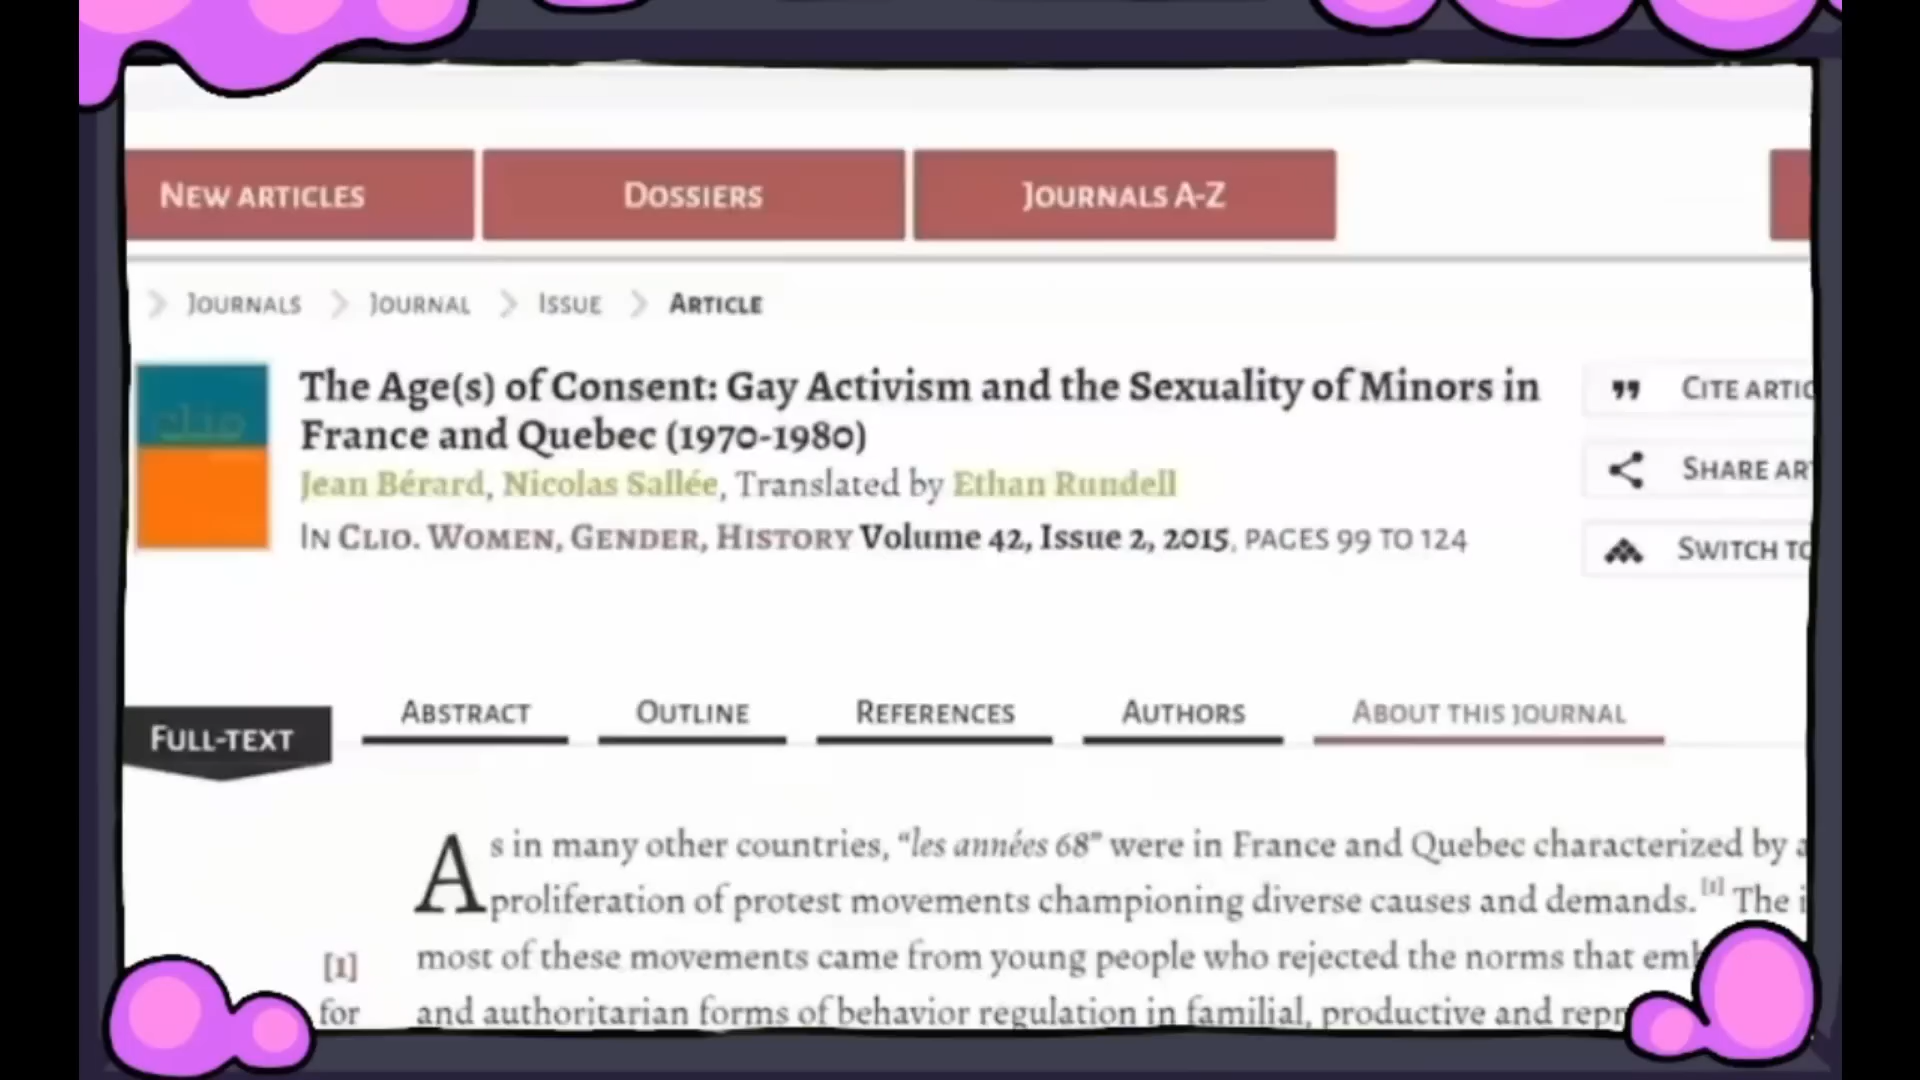 NEW ARTICLES
DOSSIERS
JOURNALS A-Z
JOURNALS
JOURNAL
ISSUE
ARTICLE
clio
The Age(s) of Consent: Gay Activism and the Sexuality of Minors in
France and Quebec (1970-1980)
Jean Bérard, Nicolas Sallée, Translated by Ethan Rundell
IN CLIO. WOMEN, GENDER, HISTORY Volume 42, Issue 2, 2015, PAGES 99 TO 124
CITE ARTIC
SHARE AR
SWITCH TO
FULL-TEXT
ABSTRACT
OUTLINE
REFERENCES
AUTHORS
ABOUT THIS JOURNAL
As in many other countries, “les années 68” were in France and Quebec characterized by a
proliferation of protest movements championing diverse causes and demands.[1] The i
[1] most of these movements came from young people who rejected the norms that emb
for and authoritarian forms of behavior regulation in familial, productive and repr